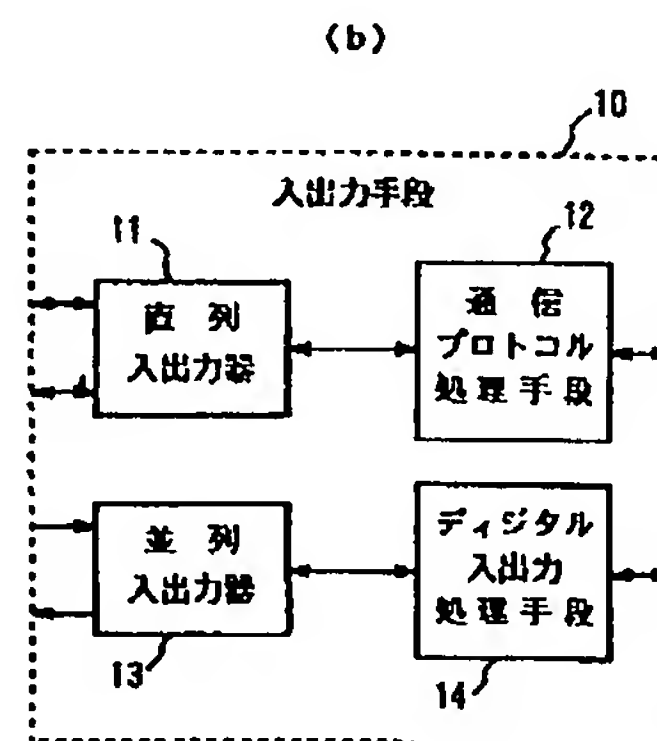 (b)
10
入出力手段
11
12
直列
入出力器
通信
プロトコル
処理手段
並列
入出力器
ディジタル
入出力
処理手段
13
14